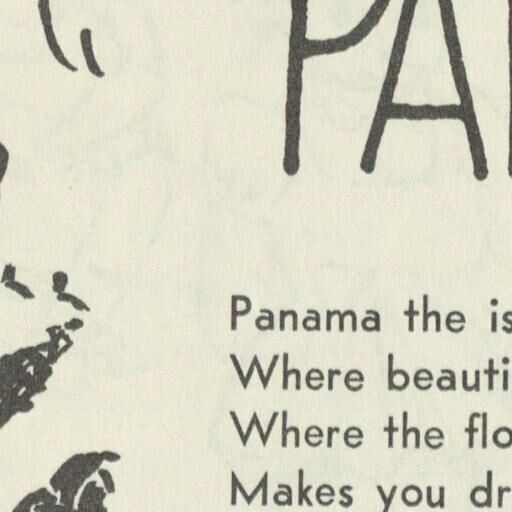 PA
Panama the is
Where beauti
Where the flo
Makes you dr